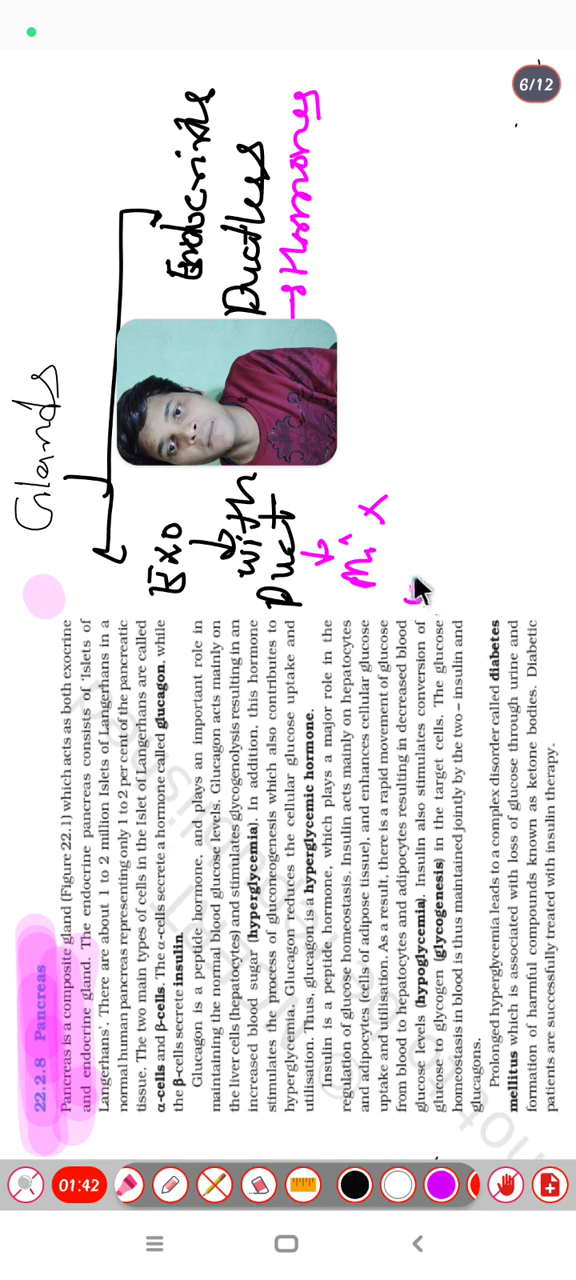 22.2.8 Pancreas
Pancreas is a composite gland (Figure 22.1) which acts as both exocrine
and endocrine gland. The endocrine pancreas consists of 'Islets of
Langerhans'. There are about 1 to 2 million Islets of Langerhans in a
normal human pancreas representing only 1 to 2 per cent of the pancreatic
tissue. The two main types of cells in the Islet of Langerhans are called
α-cells and β-cells. The α-cells secrete a hormone called glucagon, while
the β-cells secrete insulin.
Glucagon is a peptide hormone, and plays an important role in
maintaining the normal blood glucose levels. Glucagon acts mainly on
the liver cells (hepatocytes) and stimulates glycogenolysis resulting in an
increased blood sugar (hyperglycemia). In addition, this hormone
stimulates the process of gluconeogenesis which also contributes to
hyperglycemia. Glucagon reduces the cellular glucose uptake and
utilisation. Thus, glucagon is a hyperglycemic hormone.
Insulin is a peptide hormone, which plays a major role in the
regulation of glucose homeostasis. Insulin acts mainly on hepatocytes
and adipocytes (cells of adipose tissue), and enhances cellular glucose
uptake and utilisation. As a result, there is a rapid movement of glucose
from blood to hepatocytes and adipocytes resulting in decreased blood
glucose levels (hypoglycemia). Insulin also stimulates conversion of
glucose to glycogen (glycogenesis) in the target cells. The glucose
homeostasis in blood is thus maintained jointly by the two – insulin and
glucagons.
Prolonged hyperglycemia leads to a complex disorder called diabetes
mellitus which is associated with loss of glucose through urine and
formation of harmful compounds known as ketone bodies. Diabetic
patients are successfully treated with insulin therapy.
Glands
Exo
with
Duct
Mix
Endocrine
Ductless
Hormones
6/12
01:42